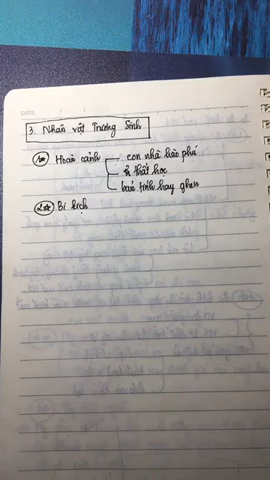 DATE
3. Nhân vật Trương Sinh
1* Hoàn cảnh con nhà hào phú
ít thất học
bản tính hay ghen
2* Bi kịch